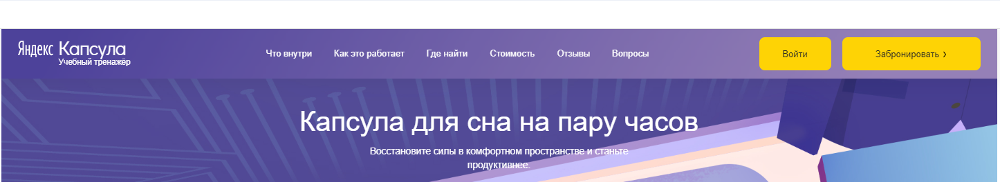 Яндекс Капсула
Учебный тренажёр
Что внутри Как это работает Где найти Стоимость Отзывы Вопросы Войти Забронировать ›
Капсула для сна на пару часов
Восстановите силы в комфортном пространстве и станьте
продуктивнее.